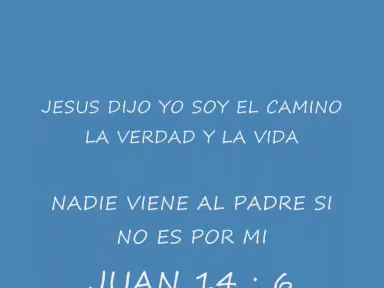 JESUS DIJO YO SOY EL CAMINO
LA VERDAD Y LA VIDA
NADIE VIENE AL PADRE SI
NO ES POR MI
JUAN 14 : 6